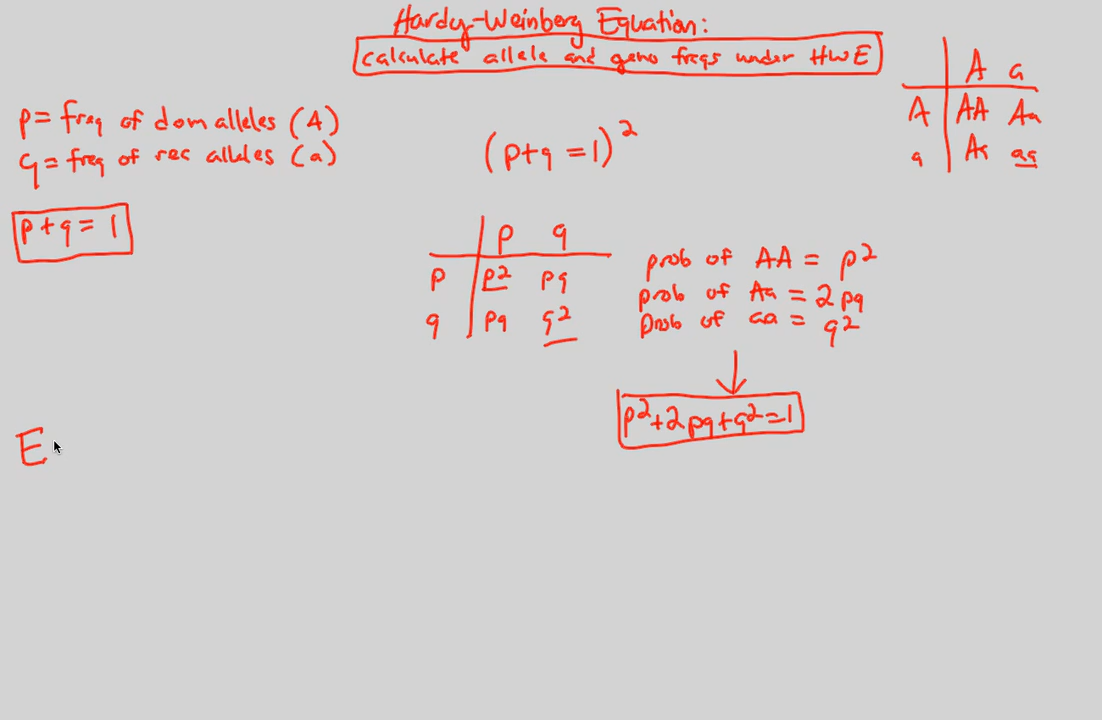 Hardy-Weinberg Equation:
calculate allele and geno freqs under HWE
p = freq of dom alleles (A)
q = freq of rec alleles (a)
p + q = 1
(p+q = 1)²
A a
A AA Aa
a Aa aa
p q
p p² pq
q pq q²
prob of AA = p²
prob of Aa = 2pq
prob of aa = q²
p²+2pq+q²=1
E